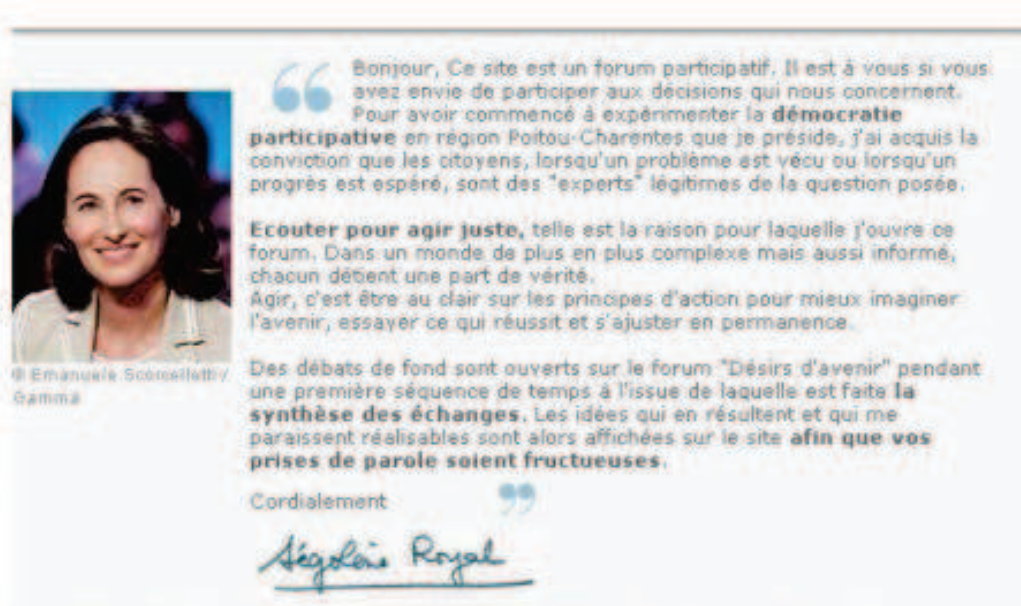 Bonjour, Ce site est un forum participatif. Il est à vous si vous
avez envie de participer aux décisions qui nous concernent.
Pour avoir commencé à expérimenter la démocratie
participative en région Poitou-Charentes que je préside, j'ai acquis la
conviction que les citoyens, lorsqu'un problème est vécu ou lorsqu'un
progrès est espéré, sont des "experts" légitimes de la question posée.
Ecouter pour agir juste, telle est la raison pour laquelle j'ouvre ce
forum. Dans un monde de plus en plus complexe mais aussi informé,
chacun détient une part de vérité.
Agir, c'est être au clair sur les principes d'action pour mieux imaginer
l'avenir, essayer ce qui réussit et s'ajuster en permanence.
Des débats de fond sont ouverts sur le forum "Désirs d'avenir" pendant
une première séquence de temps à l'issue de laquelle est faite la
synthèse des échanges. Les idées qui en résultent et qui me
paraissent réalisables sont alors affichées sur le site afin que vos
prises de parole soient fructueuses.
Cordialement
Ségolène Royal
© Emanuele Scorcelletti /
Gamma